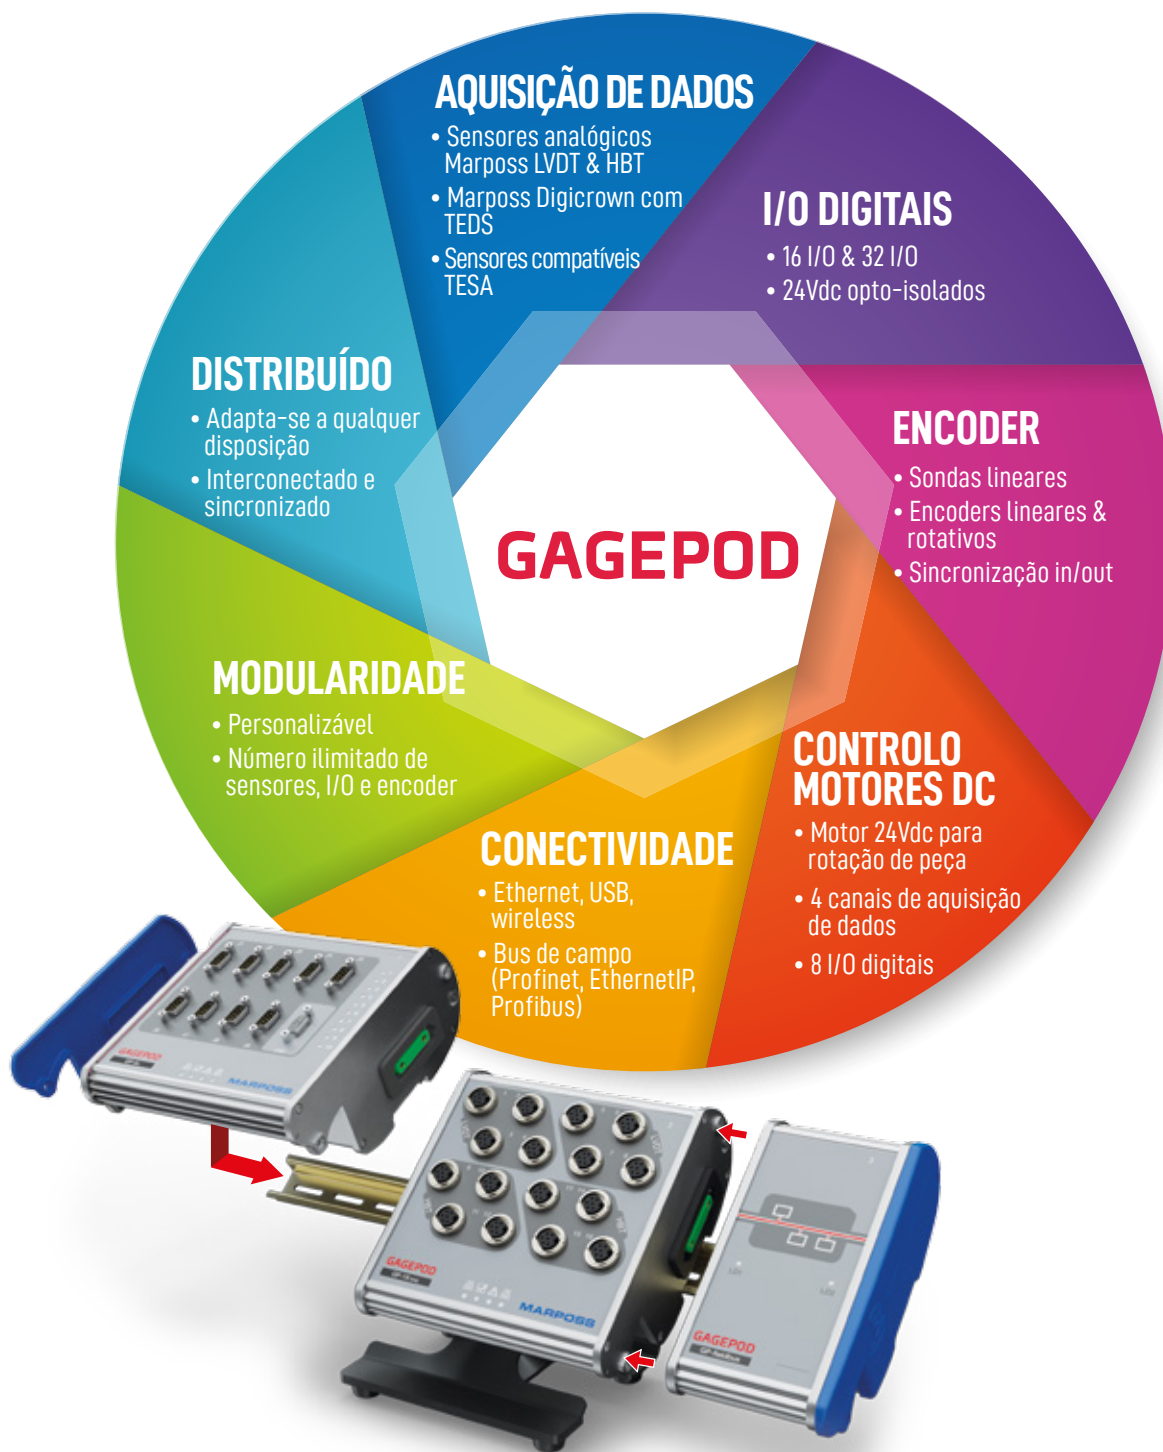 AQUISIÇÃO DE DADOS
• Sensores analógicos
Marposs LVDT & HBT
• Marposs Digicrown com
TEDS
• Sensores compatíveis
TESA
I/O DIGITAIS
• 16 I/O & 32 I/O
• 24Vdc opto-isolados
DISTRIBUÍDO
• Adapta-se a qualquer
disposição
• Interconectado e
sincronizado
ENCODER
• Sondas lineares
• Encoders lineares &
rotativos
• Sincronização in/out
GAGEPOD
MODULARIDADE
• Personalizável
• Número ilimitado de
sensores, I/O e encoder
CONTROLO
MOTORES DC
• Motor 24Vdc para
rotação de peça
• 4 canais de aquisição
de dados
• 8 I/O digitais
CONECTIVIDADE
• Ethernet, USB,
wireless
• Bus de campo
(Profinet, EthernetIP,
Profibus)
GAGEPOD
MARPOSS
GAGEPOD
MARPOSS
GAGEPOD
GP-fieldbus